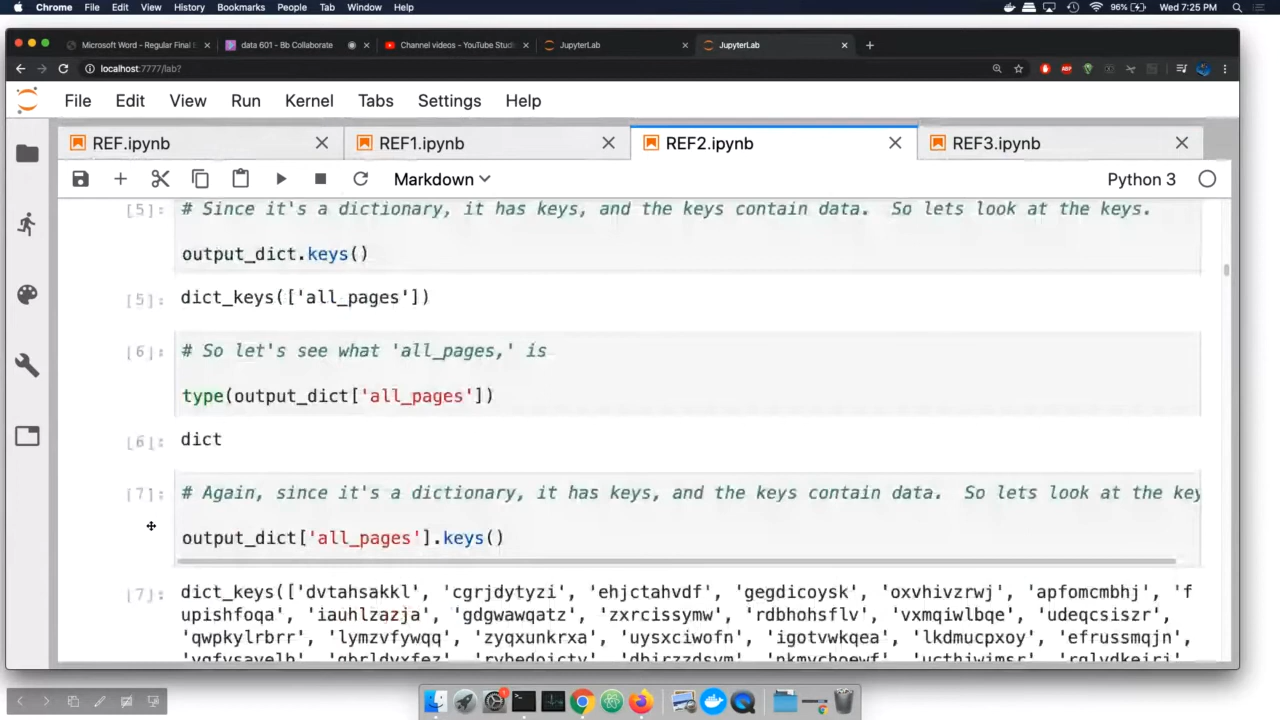 Chrome File Edit View History Bookmarks People Tab Window Help 96% Wed 7:25 PM
Microsoft Word - Regular Final E data 601 - Bb Collaborate Channel videos - YouTube Studi JupyterLab JupyterLab
localhost:7777/lab? ABP
File Edit View Run Kernel Tabs Settings Help
REF.ipynb REF1.ipynb REF2.ipynb REF3.ipynb
Markdown Python 3
[5]: # Since it's a dictionary, it has keys, and the keys contain data.  So lets look at the keys.
output_dict.keys()
[5]: dict_keys(['all_pages'])
[6]: # So let's see what 'all_pages,' is
type(output_dict['all_pages'])
[6]: dict
[7]: # Again, since it's a dictionary, it has keys, and the keys contain data.  So lets look at the key
output_dict['all_pages'].keys()
[7]: dict_keys(['dvtahsakkl', 'cgrjdytyzi', 'ehjctahvdf', 'gegdicoysk', 'oxvhivzrwj', 'apfomcmbhj', 'f
upishfoqa', 'iauhlzazja', 'gdgwawqatz', 'zxrcissymw', 'rdbhohsflv', 'vxmqiwlbqe', 'udeqcsiszr',
'qwpkylrbrr', 'lymzvfywqq', 'zyqxunkrxa', 'uysxciwofn', 'igotvwkqea', 'lkdmucpxoy', 'efrussmqjn',